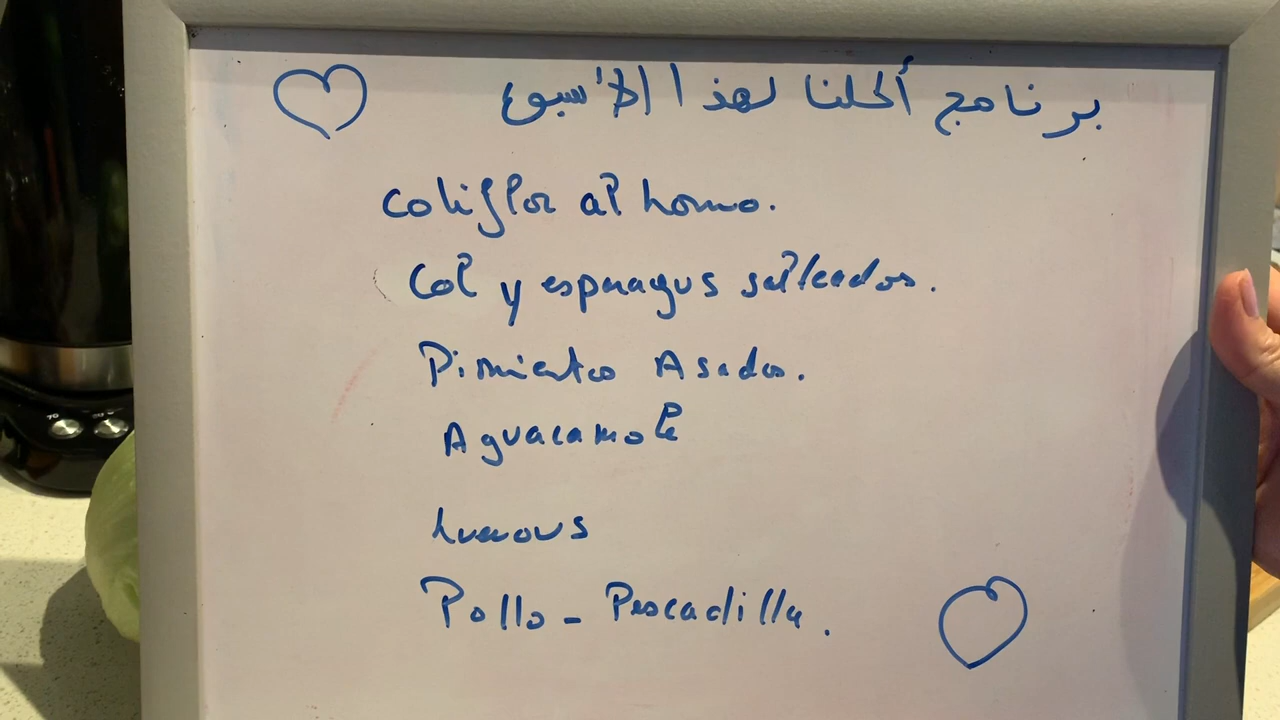 برنامج أكلنا لهذا الأسبوع
Coliflor al horno.
Col y esparragus salteados.
Pimientos Asados.
Aguacamole
humous
Pollo - Pescadilla.